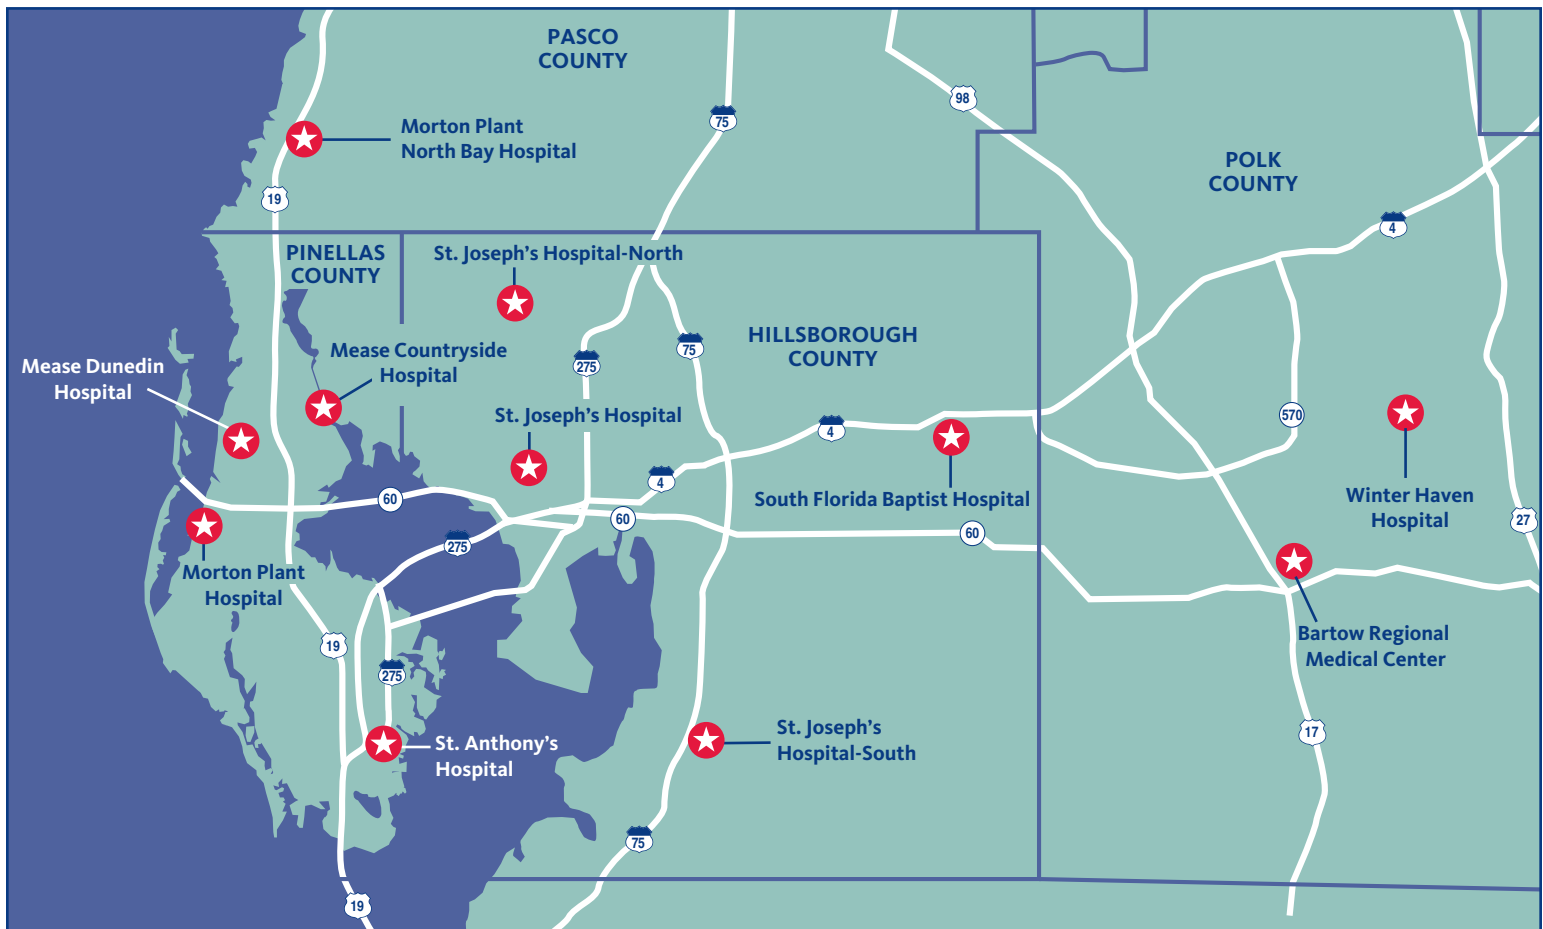 PASCO
COUNTY
75
98
Morton Plant
North Bay Hospital
POLK
COUNTY
19
4
PINELLAS
COUNTY
St. Joseph's Hospital-North
HILLSBOROUGH
COUNTY
Mease Countryside
Hospital
75
275
Mease Dunedin
Hospital
St. Joseph's Hospital
570
4
4
60
South Florida Baptist Hospital
Winter Haven
Hospital
60
27
60
275
Morton Plant
Hospital
Bartow Regional
Medical Center
19
275
St. Joseph's
Hospital-South
17
St. Anthony's
Hospital
75
19